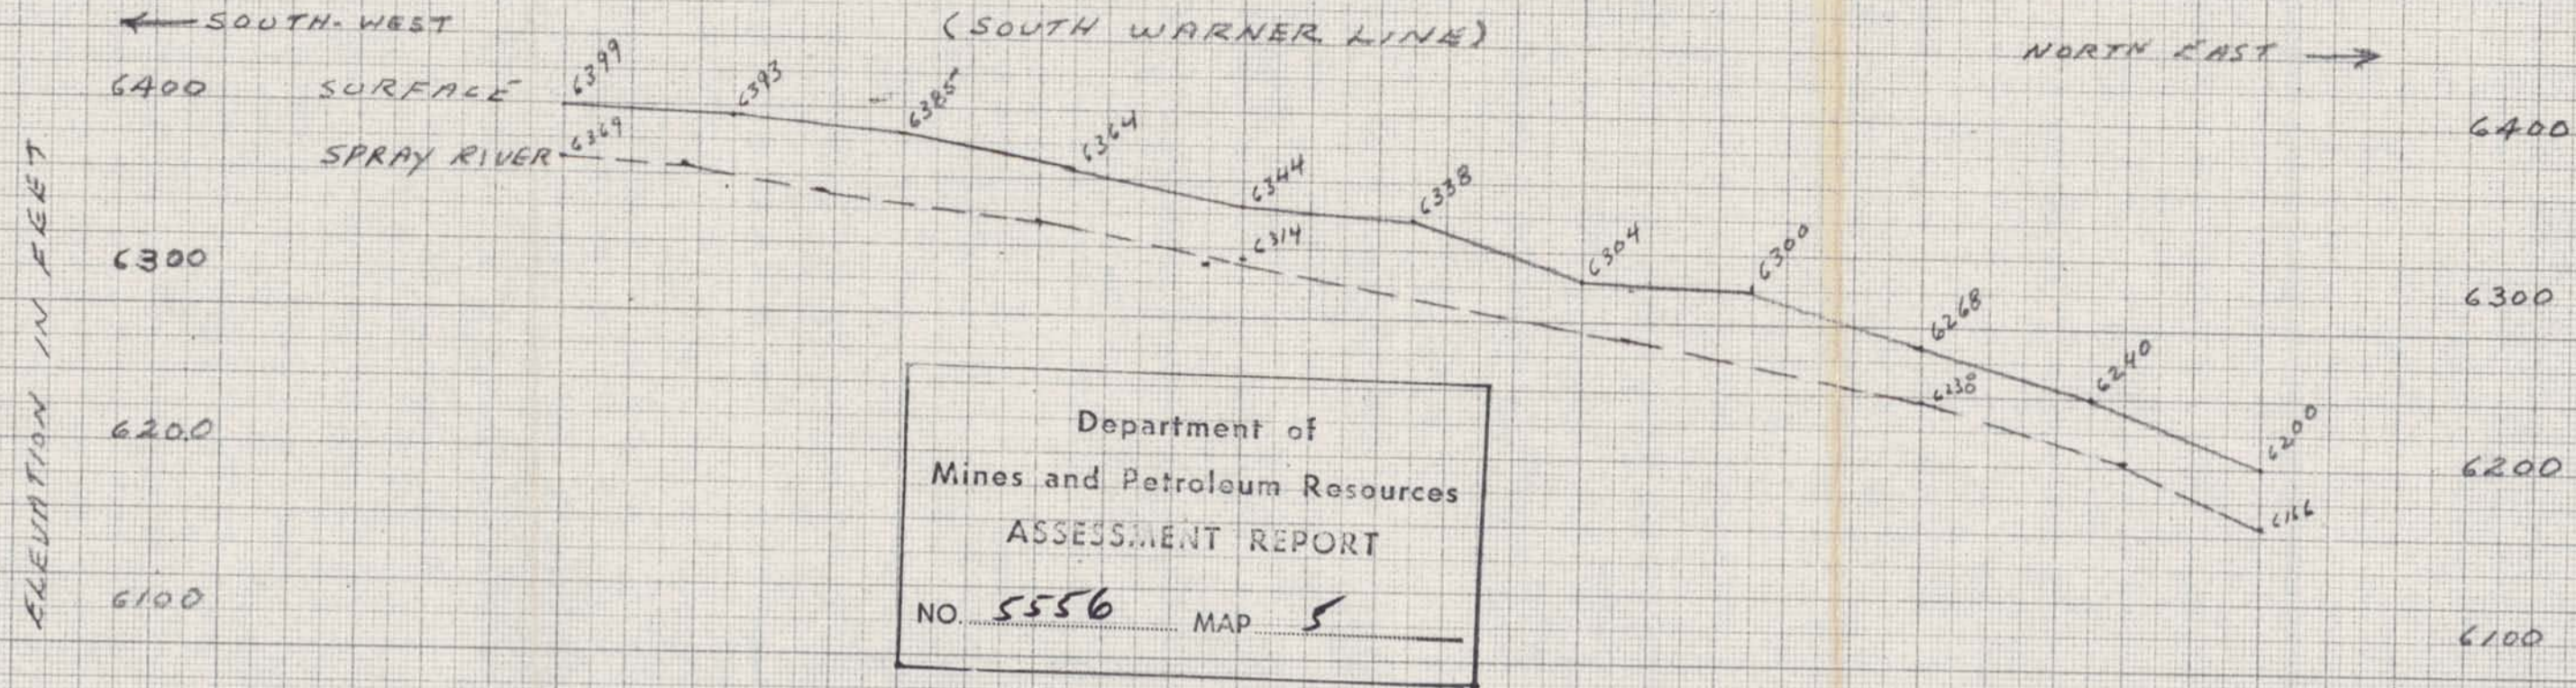 ← SOUTH-WEST
(SOUTH WARNER LINE)
NORTH EAST →
ELEVATION IN FEET
6400
6300
6200
6100
SURFACE
6399
6393
6385
6364
6344
6338
6304
6300
6268
6240
6200
SPRAY RIVER
6369
6314
6238
6166
6400
6300
6200
6100
Department of
Mines and Petroleum Resources
ASSESSMENT REPORT
NO. 5556 MAP 5